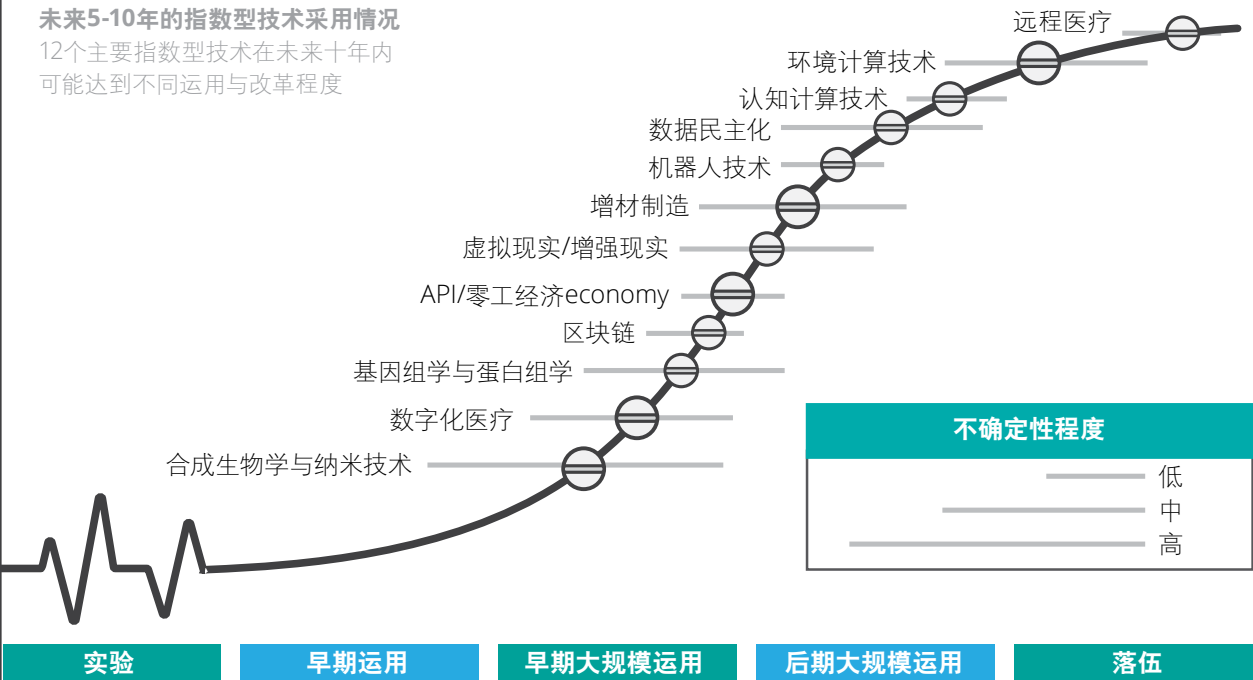 未来5-10年的指数型技术采用情况
12个主要指数型技术在未来十年内
可能达到不同运用与改革程度
远程医疗
环境计算技术
认知计算技术
数据民主化
机器人技术
增材制造
虚拟现实/增强现实
API/零工经济economy
区块链
基因组学与蛋白组学
数字化医疗
合成生物学与纳米技术
不确定性程度
低
中
高
实验
早期运用
早期大规模运用
后期大规模运用
落伍